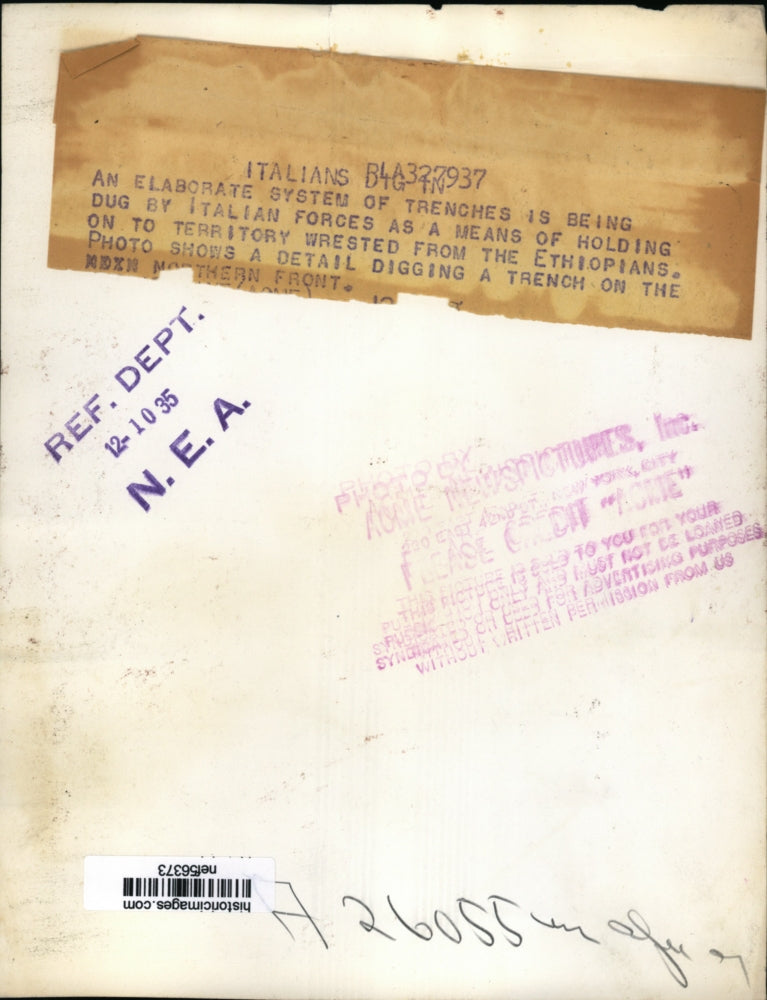 BLA327937
ITALIANS DIG IN
AN ELABORATE SYSTEM OF TRENCHES IS BEING
DUG BY ITALIAN FORCES AS A MEANS OF HOLDING
ON TO TERRITORY WRESTED FROM THE ETHIOPIANS.
PHOTO SHOWS A DETAIL DIGGING A TRENCH ON THE
NORTHERN FRONT.
REF. DEPT.
12-10 35
N. E. A.
PHOTO BY
ACME NEWSPICTURES, Inc.
NEW YORK, CITY
PLEASE CREDIT "ACME"
THIS PICTURE IS SOLD TO YOU FOR YOUR
ONLY AND MUST NOT BE LOANED
SYNDICATED OR USED FOR ADVERTISING PURPOSES
WITHOUT WRITTEN PERMISSION FROM US
historicimages.com
nef56373
A 26055